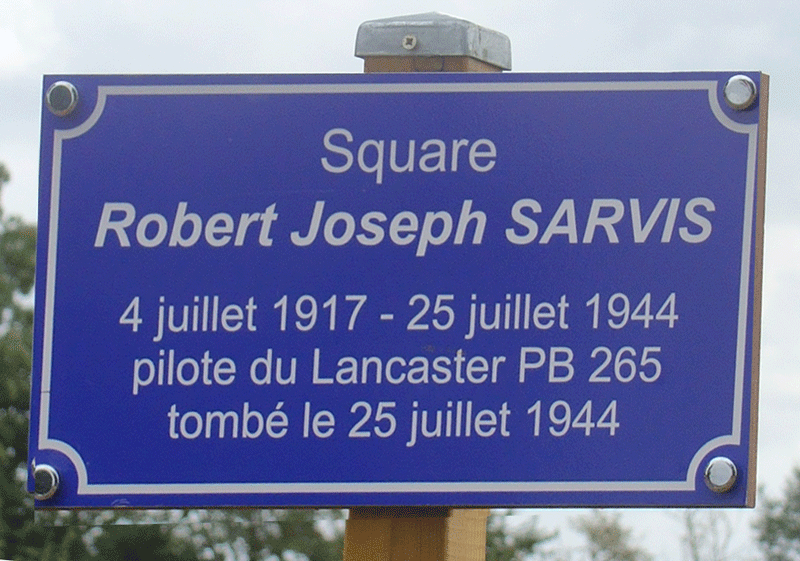 Square
Robert Joseph SARVIS
4 juillet 1917 - 25 juillet 1944
pilote du Lancaster PB 265
tombé le 25 juillet 1944